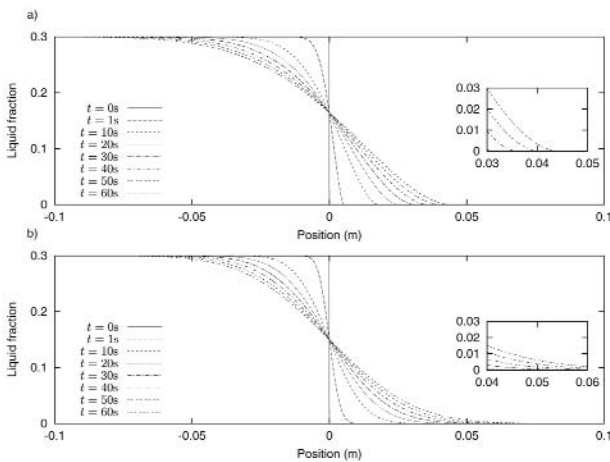 a)
0.3
0.2
0.1
0
Liquid fraction
t = 0s
t = 1s
t = 10s
t = 20s
t = 30s
t = 40s
t = 50s
t = 60s
0.03
0.02
0.01
0
0.03 0.04 0.05
-0.1 -0.05 0 0.05 0.1
Position (m)
b)
0.3
0.2
0.1
0
Liquid fraction
t = 0s
t = 1s
t = 10s
t = 20s
t = 30s
t = 40s
t = 50s
t = 60s
0.03
0.02
0.01
0
0.04 0.05 0.06
-0.1 -0.05 0 0.05 0.1
Position (m)